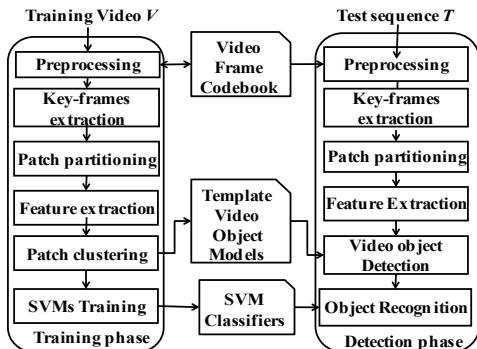 Training Video V
Preprocessing
Key-frames
extraction
Patch partitioning
Feature extraction
Patch clustering
SVMs Training
Training phase
Video
Frame
Codebook
Template
Video
Object
Models
SVM
Classifiers
Test sequence T
Preprocessing
Key-frames
extraction
Patch partitioning
Feature Extraction
Video object
Detection
Object Recognition
Detection phase